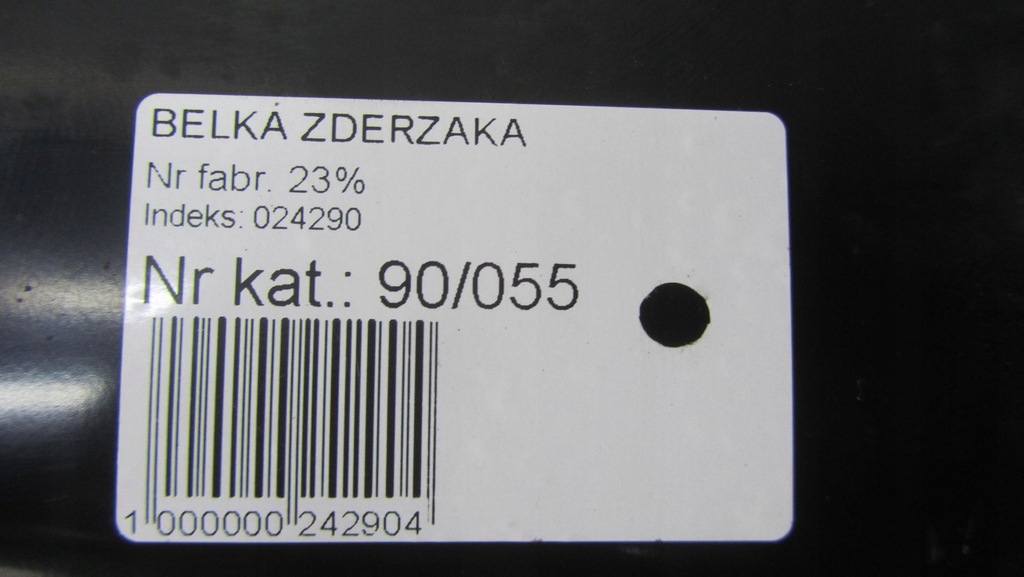 BELKA ZDERZAKA
Nr fabr. 23%
Indeks: 024290
Nr kat.: 90/055
1 000000 242904